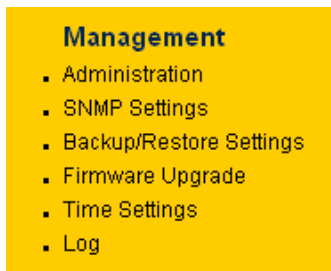 Management
Administration
SNMP Settings
Backup/Restore Settings
Firmware Upgrade
Time Settings
Log